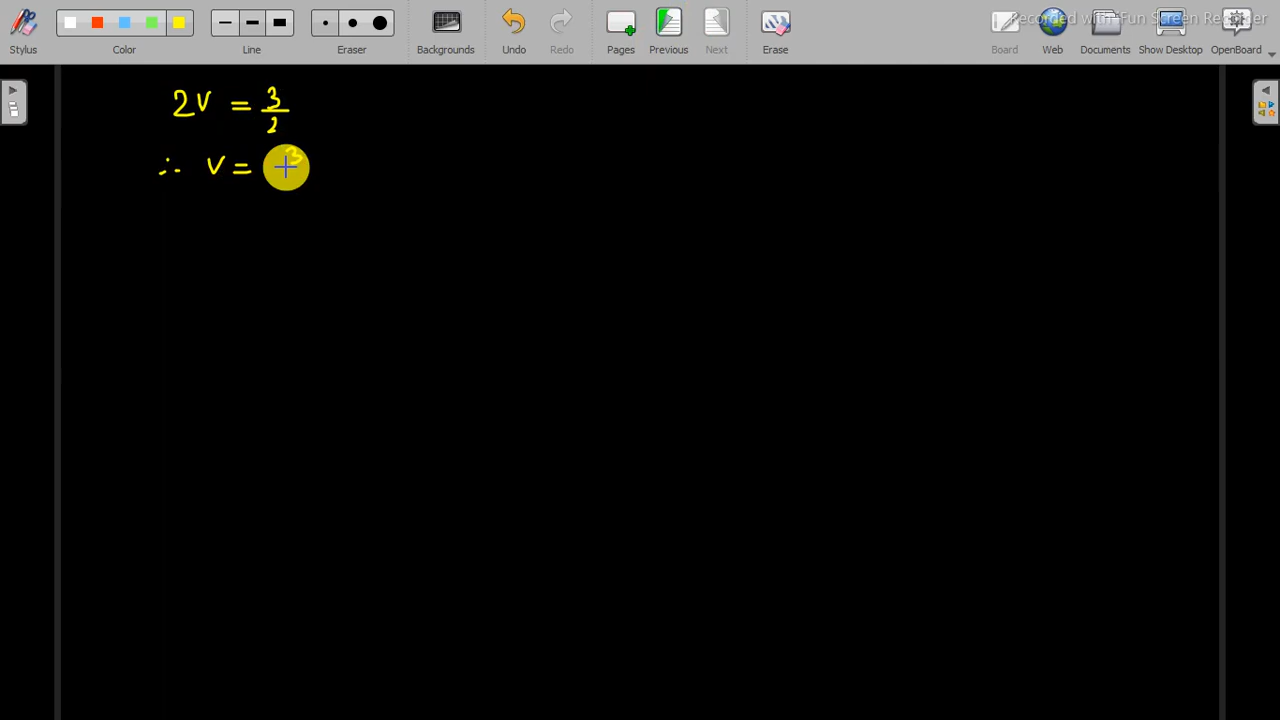 Stylus Color Line Eraser Backgrounds Undo Redo Pages Previous Next Erase Board Web Documents Show Desktop OpenBoard
Recorded with Fun Screen Recorder
2V = 3/2
∴ V = 3